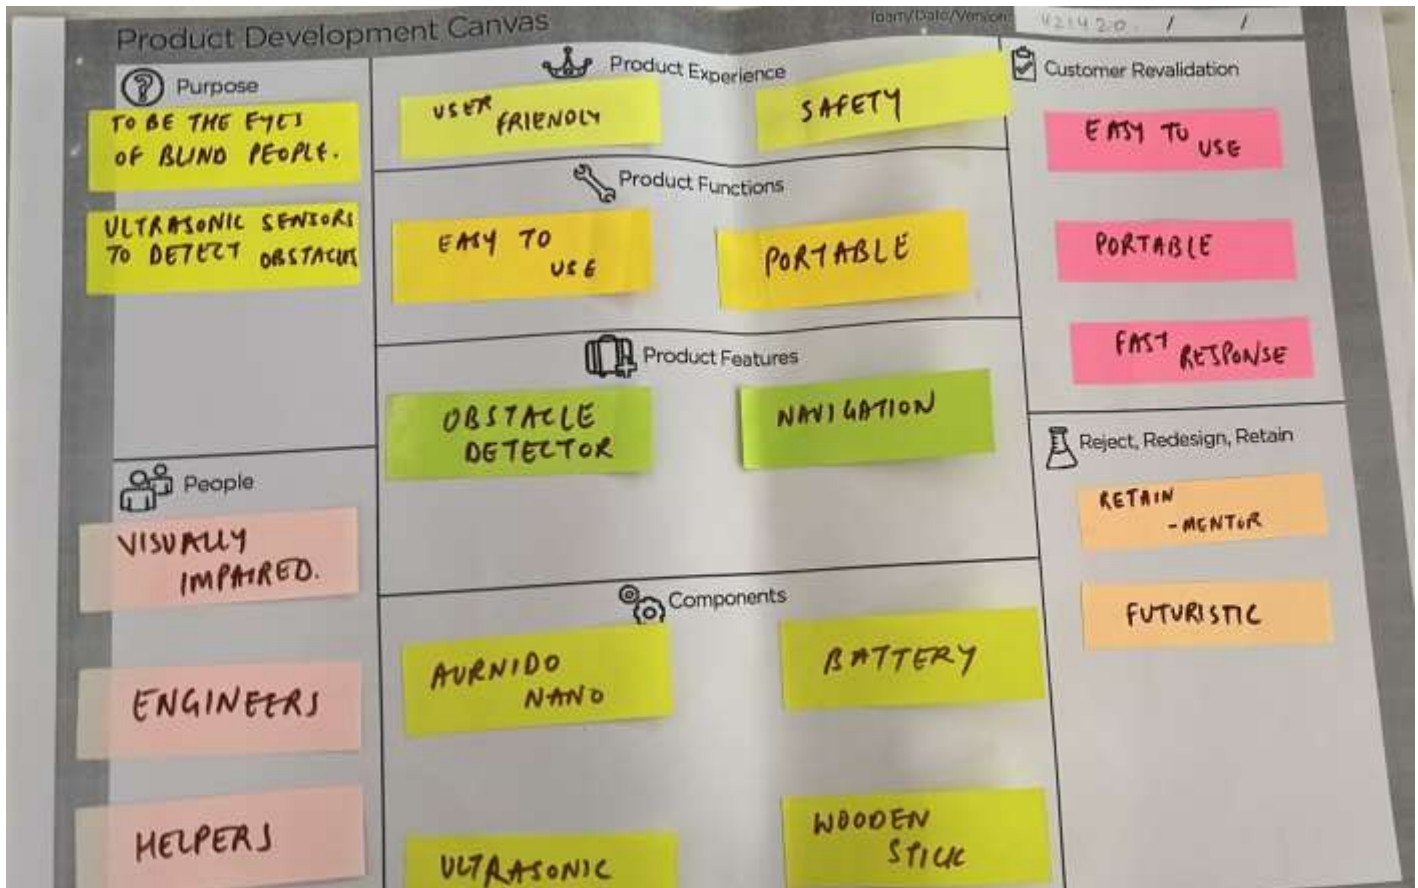 Product Development Canvas
Team/Date/Version:
421420. / /
Purpose
TO BE THE EYES
OF BLIND PEOPLE.
ULTRASONIC SENSORS
TO DETECT OBSTACLES
People
VISUALLY
IMPAIRED.
ENGINEERS
HELPERS
Product Experience
USER
FRIENDLY
SAFETY
Product Functions
EASY TO
USE
PORTABLE
Product Features
OBSTACLE
DETECTOR
NAVIGATION
Components
AURNIDO
NANO
BATTERY
ULTRASONIC
WOODEN
STICK
Customer Revalidation
EASY TO
USE
PORTABLE
FAST
RESPONSE
Reject, Redesign, Retain
RETAIN
-MENTOR
FUTURISTIC